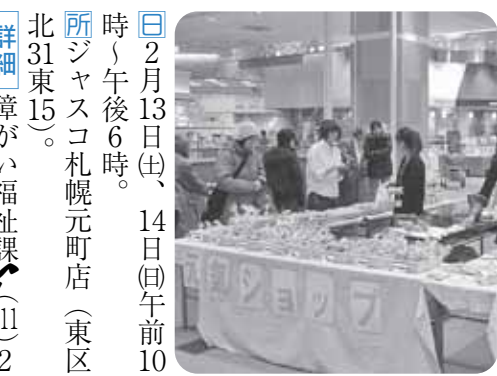 日2月13日㈯、14日㈰午前10
時～午後6時。
所ジャスコ札幌元町店（東区
北31東15）。
詳細障がい福祉課
ショップ